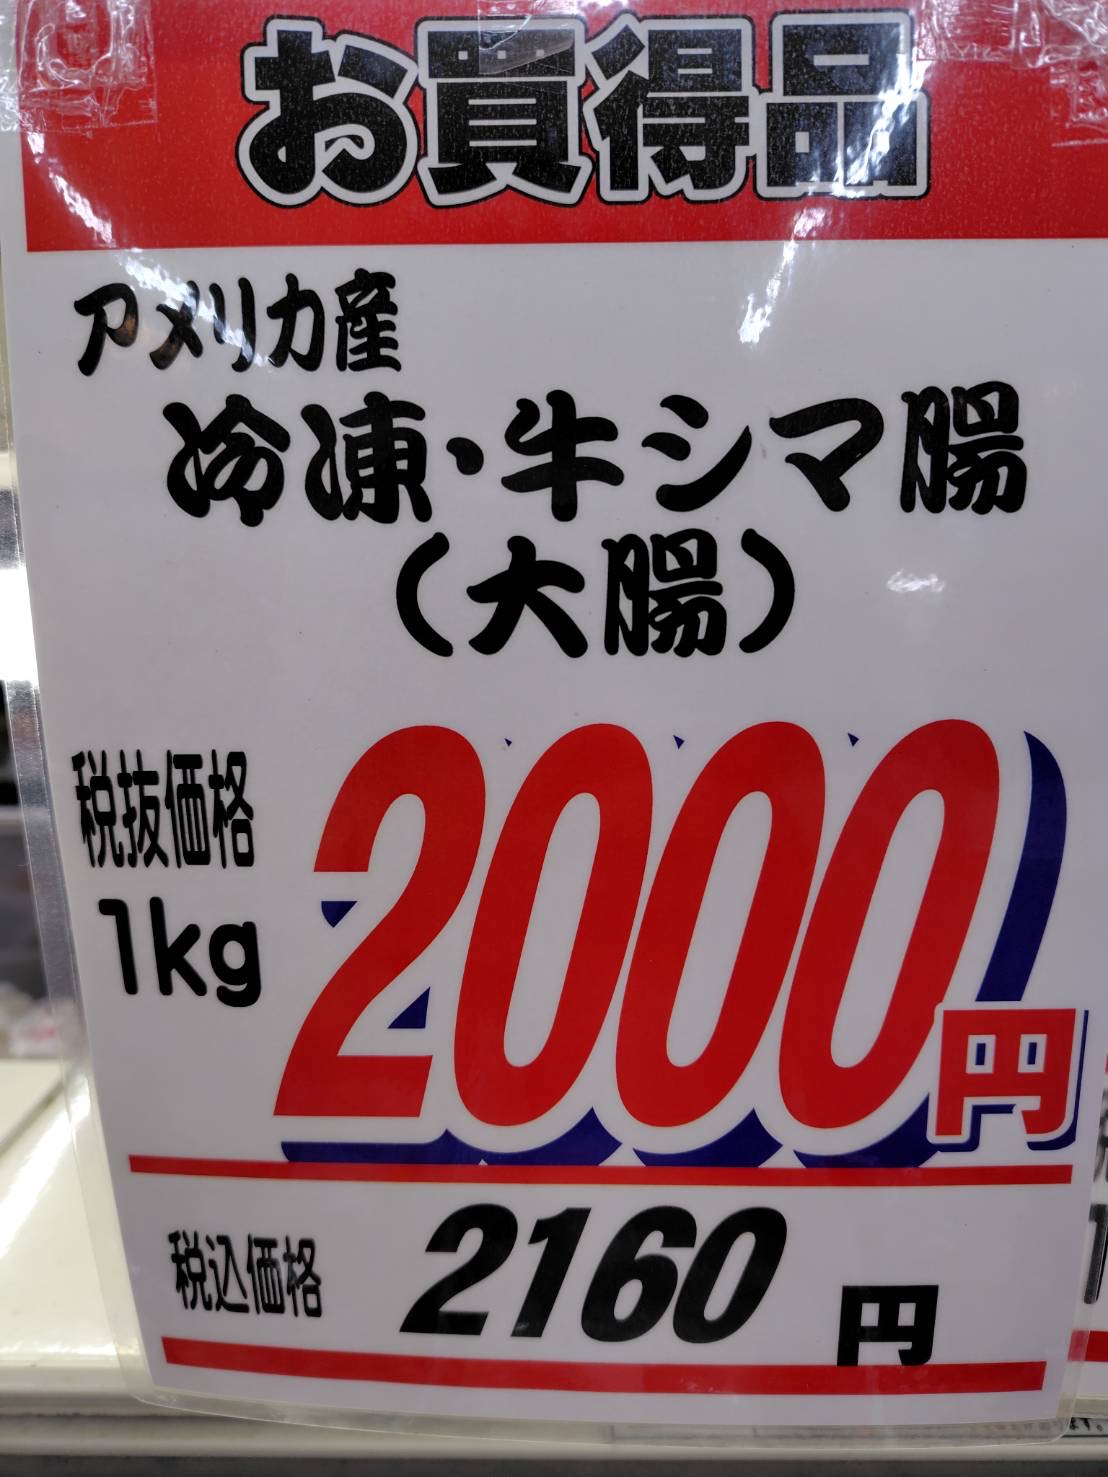 お買得品
アメリカ産
冷凍・牛シマ腸
（大腸）
税抜価格
1kg
2000円
税込価格 2160 円